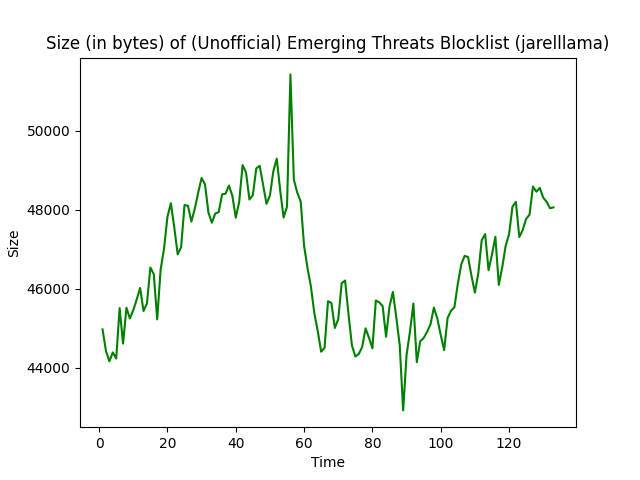 Size (in bytes) of (Unofficial) Emerging Threats Blocklist (jarelllama)
50000
48000
46000
44000
Size
0 20 40 60 80 100 120
Time